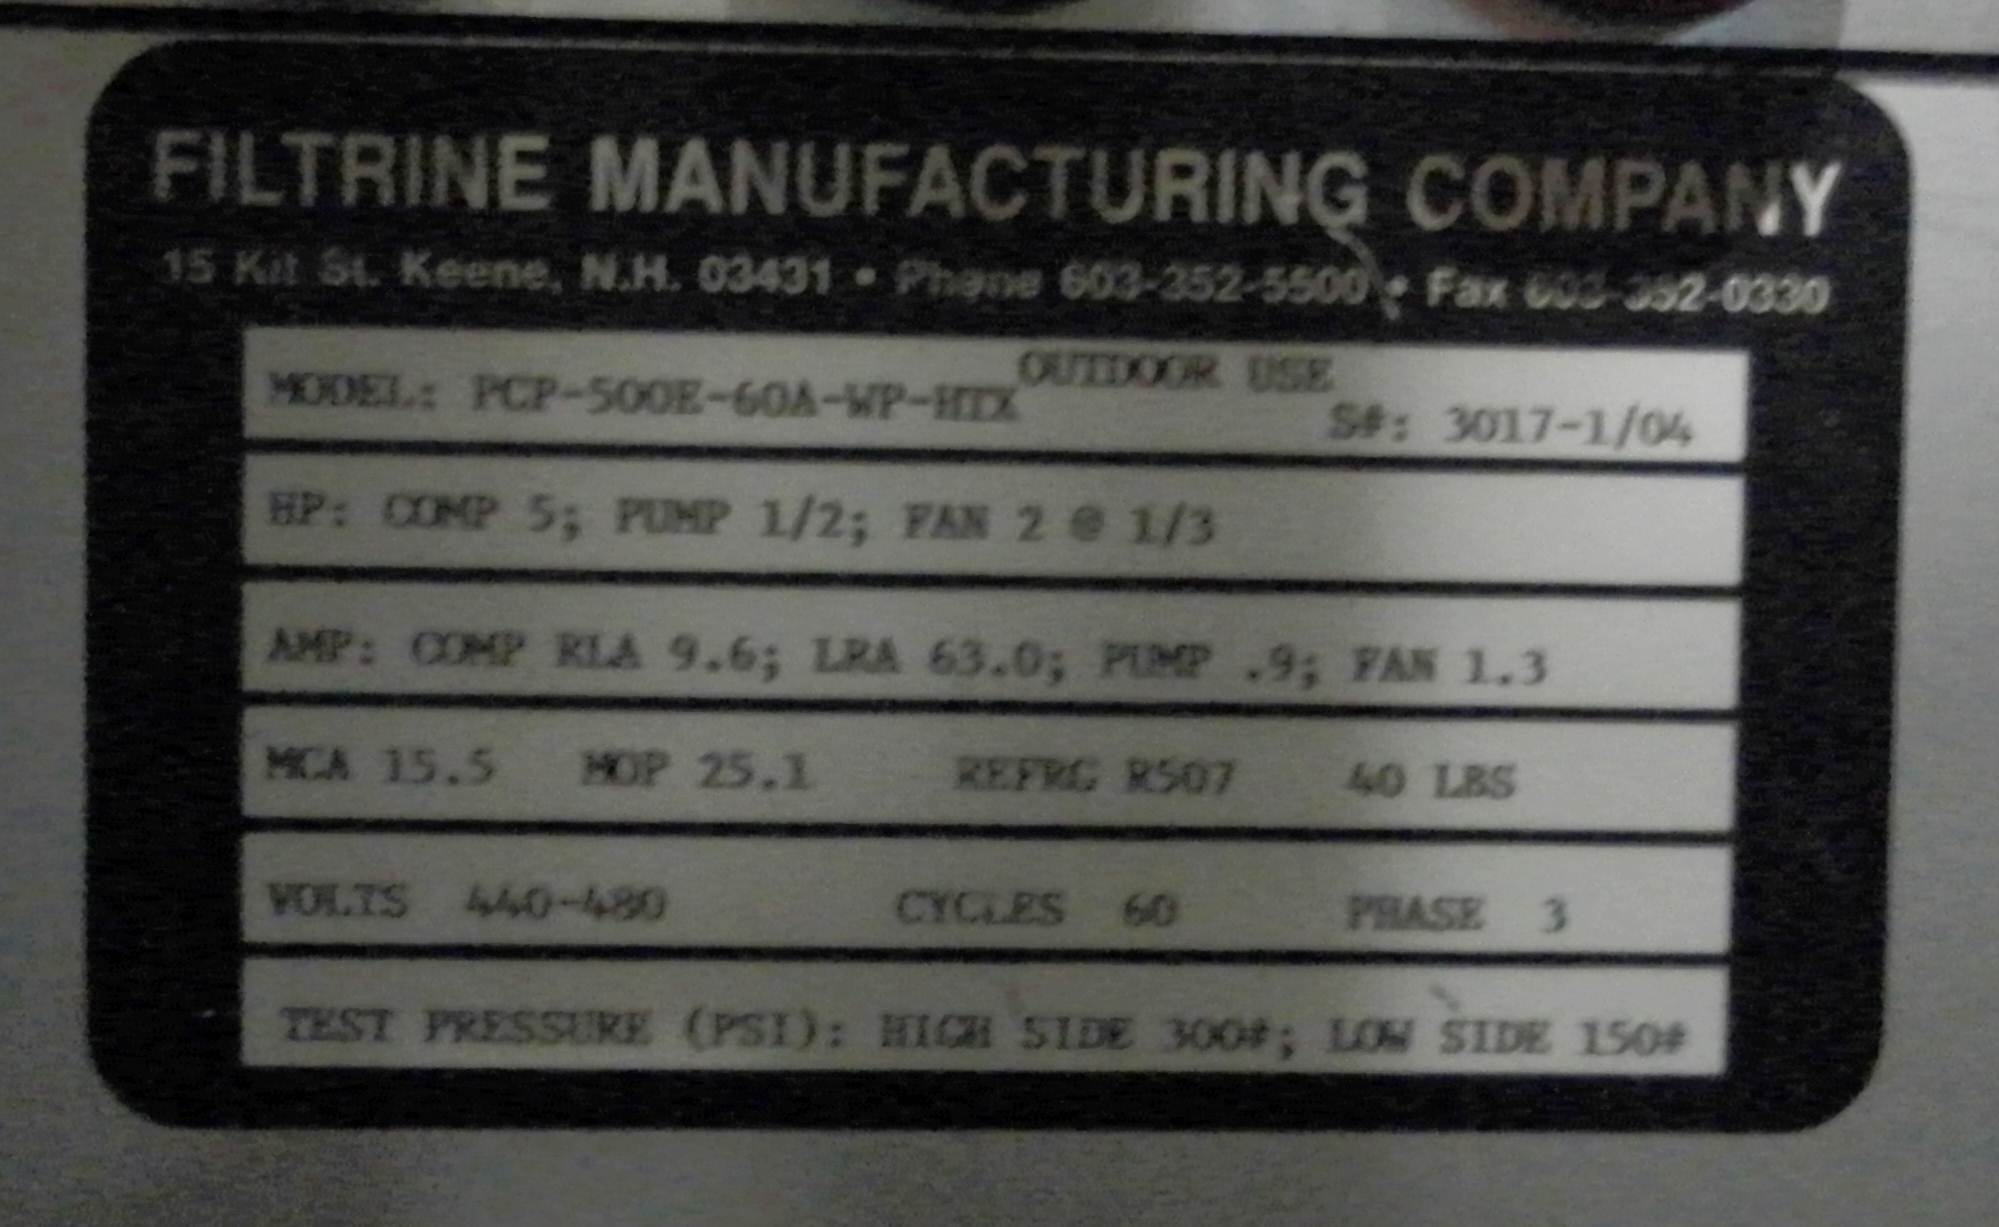 FILTRINE MANUFACTURING COMPANY
15 Kit St. Keene, N.H. 03431 • Phone 603-352-5500 • Fax 603-352-0330
OUTDOOR USE
MODEL: PCP-500E-60A-WP-HTX S#: 3017-1/04
HP: COMP 5; PUMP 1/2; FAN 2 @ 1/3
AMP: COMP RLA 9.6; LRA 63.0; PUMP .9; FAN 1.3
MCA 15.5 MOP 25.1 REFRG R507 40 LBS
VOLTS 440-480 CYCLES 60 PHASE 3
TEST PRESSURE (PSI): HIGH SIDE 300#; LOW SIDE 150#